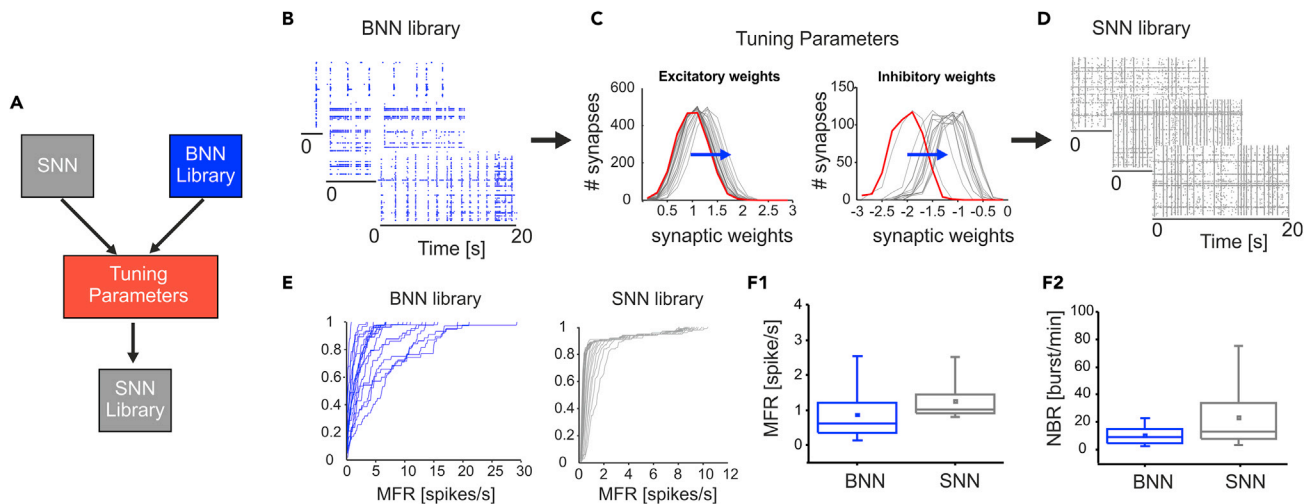 A
SNN
BNN
Library
Tuning
Parameters
SNN
Library
B
BNN library
0
0
0
20
Time [s]
C
Tuning Parameters
Excitatory weights
# synapses
600
400
200
0
0.5
1
1.5
2
2.5
3
synaptic weights
Inhibitory weights
# synapses
150
100
50
0
-3
-2.5
-2
-1.5
-1
-0.5
0
synaptic weights
D
SNN library
0
0
0
20
Time [s]
E
BNN library
1
0.8
0.6
0.4
0.2
0
0
5
10
15
20
25
30
MFR [spikes/s]
SNN library
1
0.8
0.6
0.4
0.2
0
0
2
4
6
8
10
12
MFR [spikes/s]
F1
MFR [spike/s]
4
3
2
1
0
BNN
SNN
F2
NBR [burst/min]
100
80
60
40
20
0
BNN
SNN